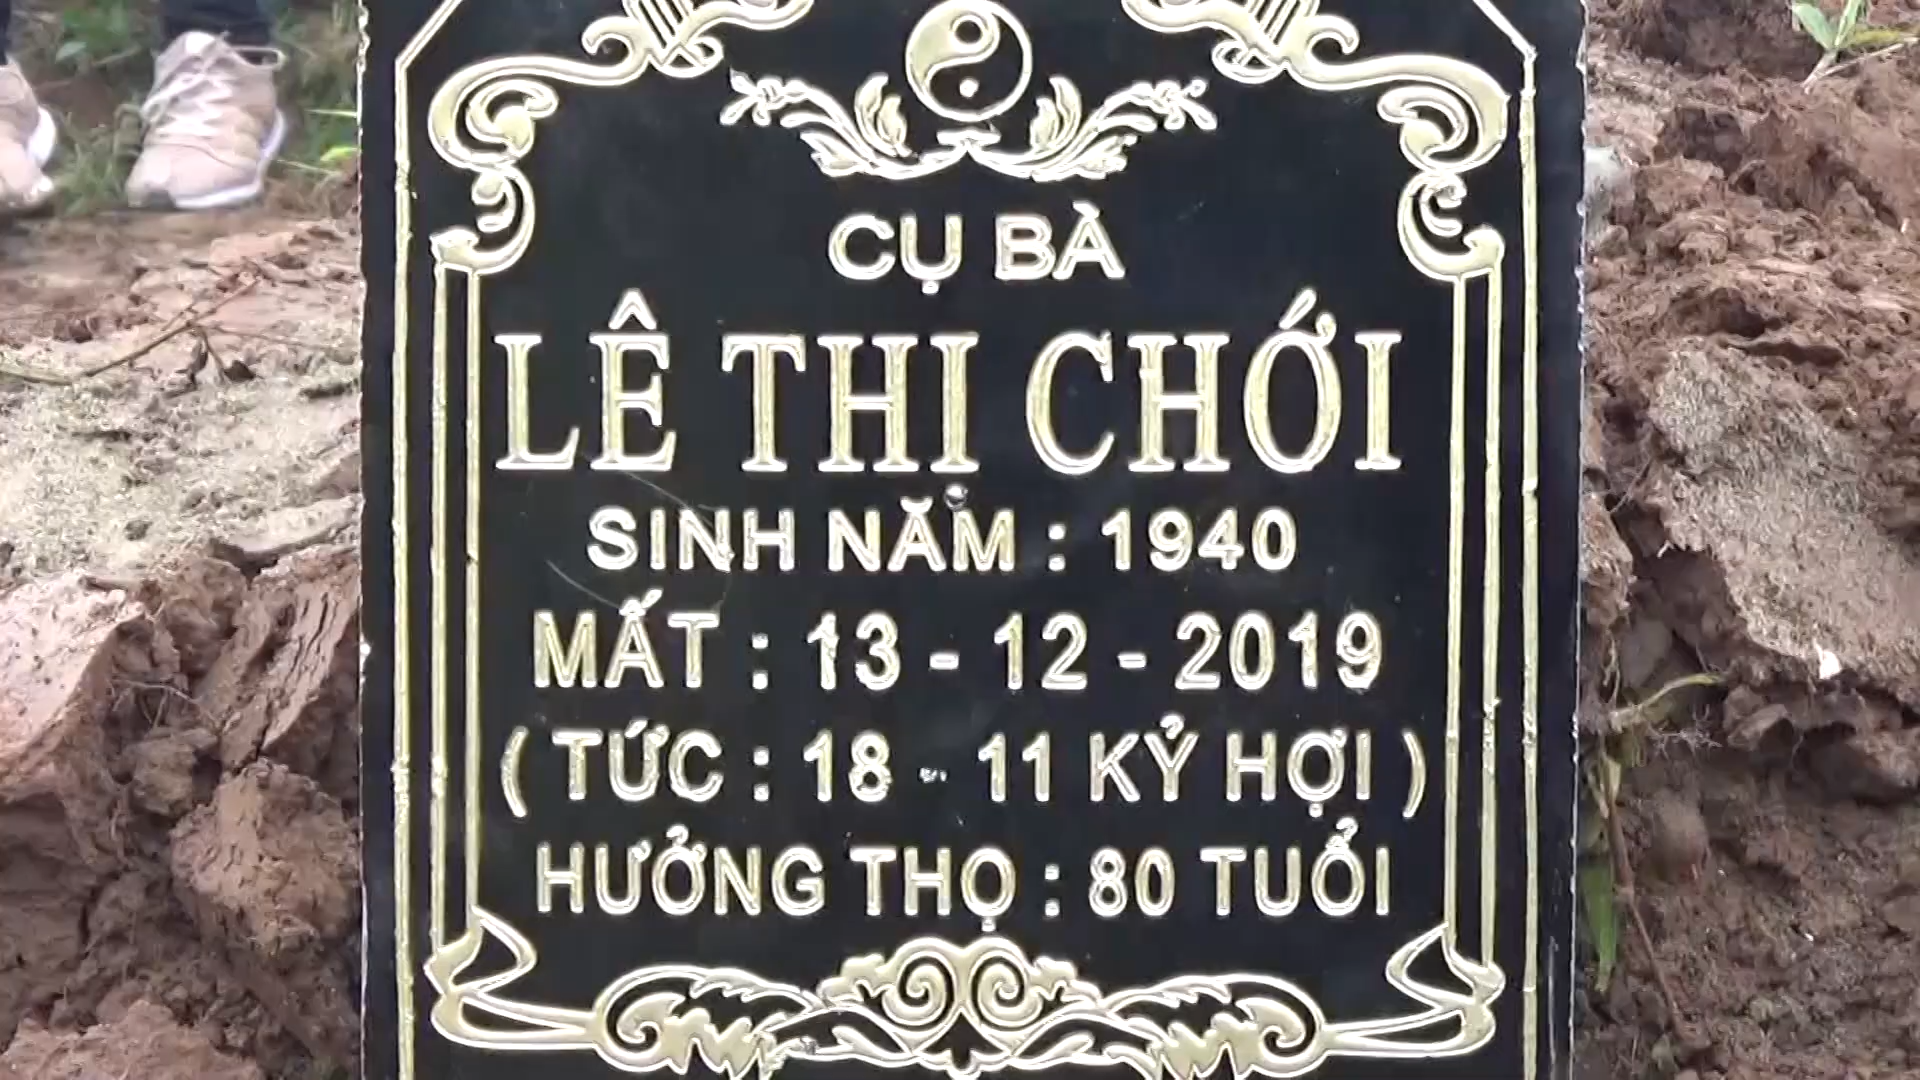 CỤ BÀ
LÊ THỊ CHỚI
SINH NĂM : 1940
MẤT : 13 - 12 - 2019
( TỨC : 18 - 11 KỶ HỢI )
HƯỞNG THỌ : 80 TUỔI